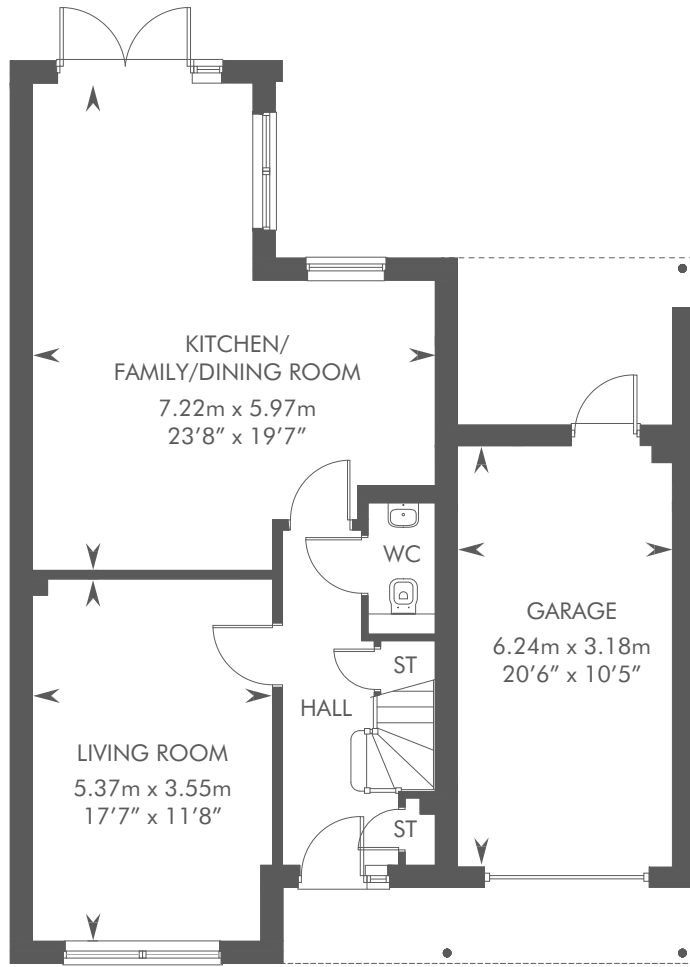 KITCHEN/
FAMILY/DINING ROOM
7.22m x 5.97m
23’8” x 19’7”
WC
GARAGE
6.24m x 3.18m
20’6” x 10’5”
ST
HALL
LIVING ROOM
5.37m x 3.55m
17’7” x 11’8”
ST